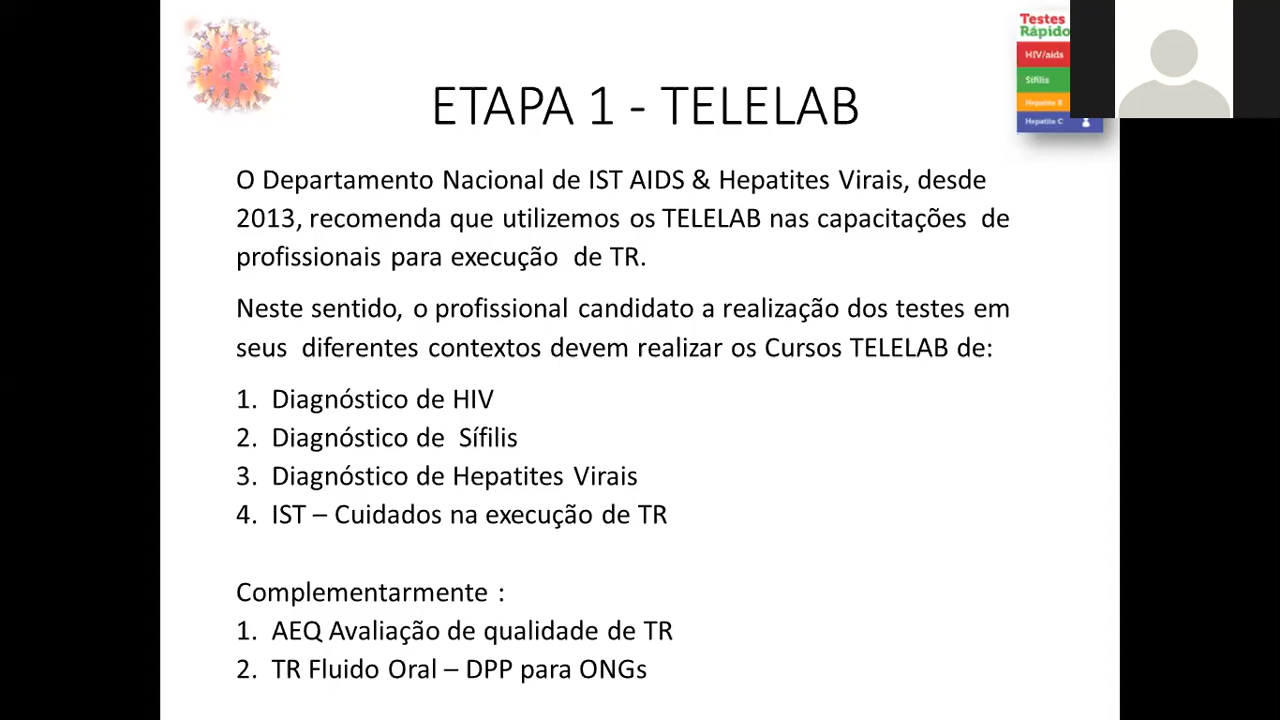 Testes
Rápido
HIV/aids
Sífilis
Hepatite B
Hepatite C
ETAPA 1 - TELELAB
O Departamento Nacional de IST AIDS & Hepatites Virais, desde
2013, recomenda que utilizemos os TELELAB nas capacitações de
profissionais para execução de TR.
Neste sentido, o profissional candidato a realização dos testes em
seus diferentes contextos devem realizar os Cursos TELELAB de:
1. Diagnóstico de HIV
2. Diagnóstico de Sífilis
3. Diagnóstico de Hepatites Virais
4. IST – Cuidados na execução de TR
Complementarmente :
1. AEQ Avaliação de qualidade de TR
2. TR Fluido Oral – DPP para ONGs